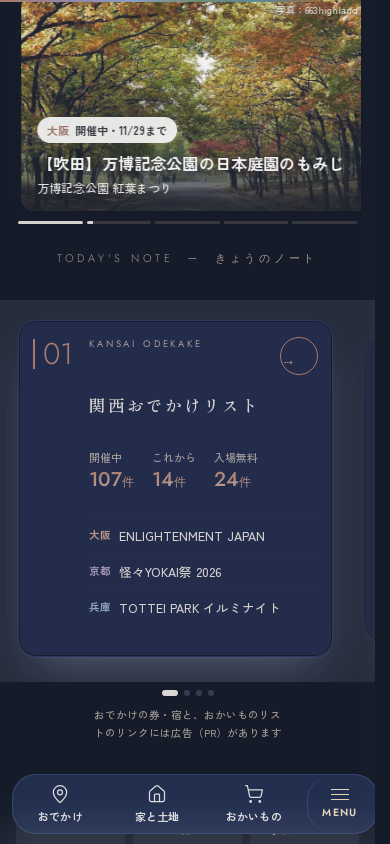 写真：663highland
大阪 開催中・11/29まで
【吹田】万博記念公園の日本庭園のもみじ
万博記念公園 紅葉まつり
TODAY'S NOTE — きょうのノート
01
KANSAI ODEKAKE
→
関西おでかけリスト
開催中 これから 入場無料
107件 14件 24件
大阪 ENLIGHTENMENT JAPAN
京都 怪々YOKAI祭 2026
兵庫 TOTTEI PARK イルミナイト
おでかけの券・宿と、おかいものリス
トのリンクには広告（PR）があります
おでかけ 家と土地 おかいもの MENU